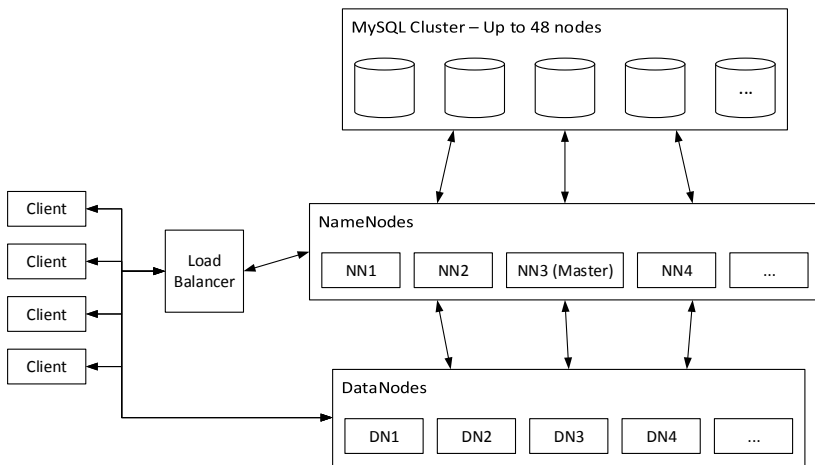 MySQL Cluster – Up to 48 nodes
...
Client
Client
Client
Client
Load
Balancer
NameNodes
NN1
NN2
NN3 (Master)
NN4
...
DataNodes
DN1
DN2
DN3
DN4
...